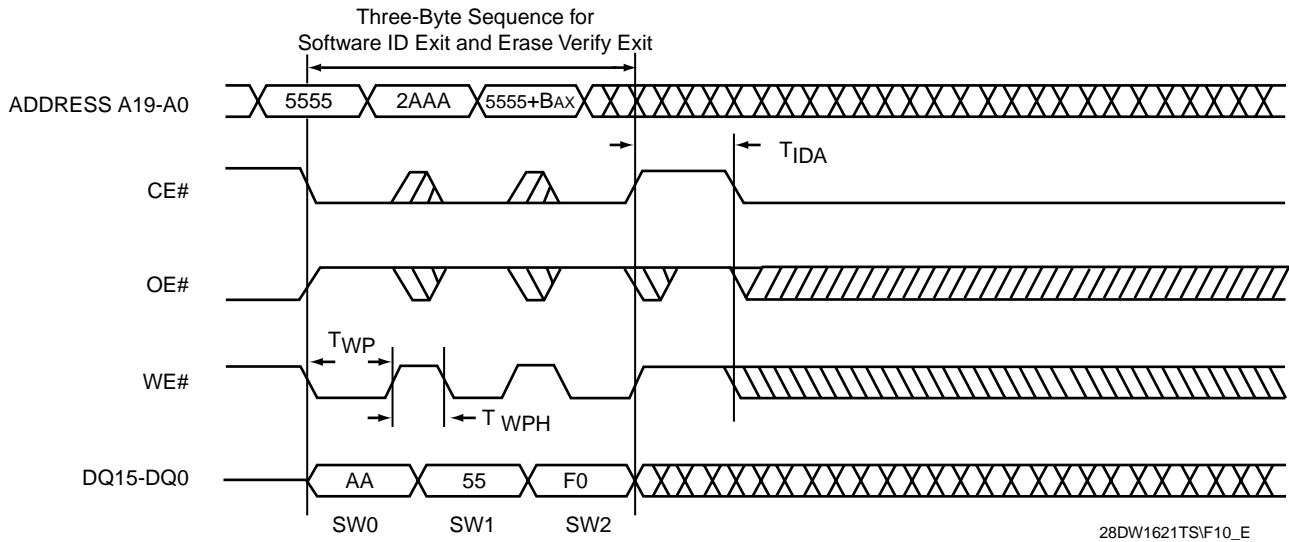 Three-Byte Sequence for
Software ID Exit and Erase Verify Exit
ADDRESS A19-A0
5555 2AAA 5555+BAX
TIDA
CE#
OE#
TWP
WE#
T WPH
DQ15-DQ0
AA 55 F0
SW0 SW1 SW2
28DW1621TS\F10_E